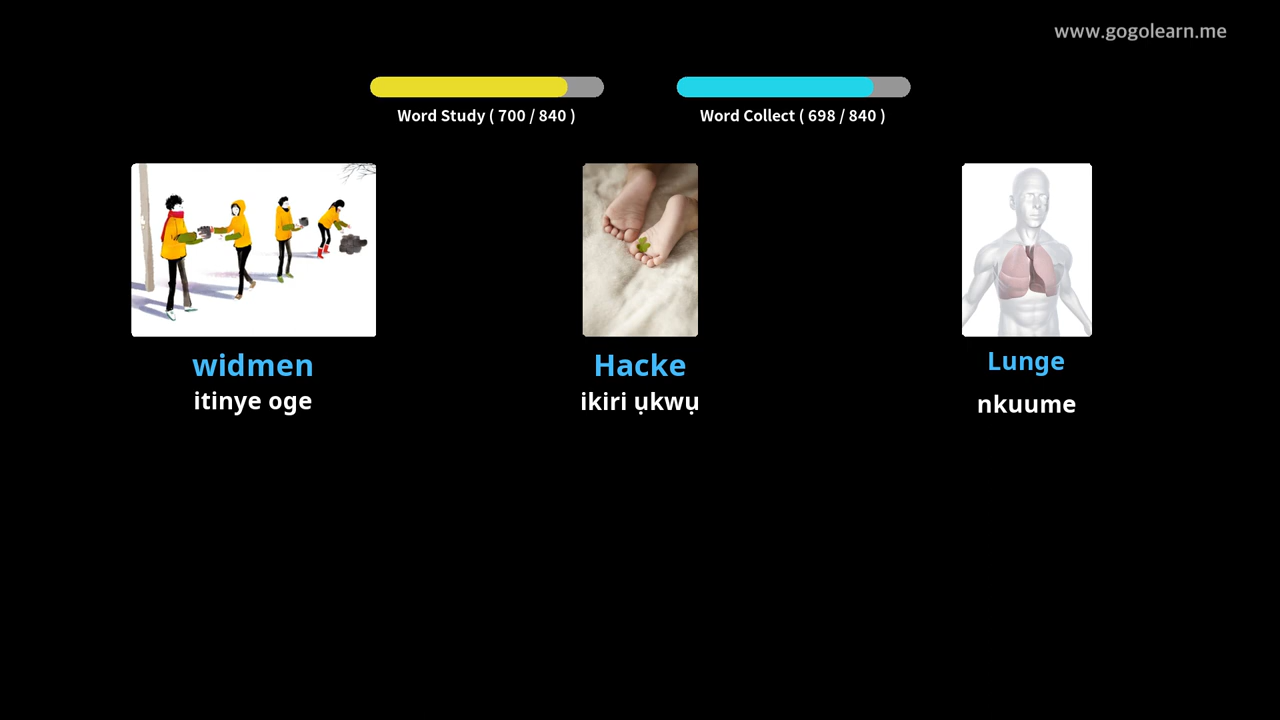 www.gogolearn.me
Word Study ( 700 / 840 )
Word Collect ( 698 / 840 )
widmen
itinye oge
Hacke
ikiri ụkwụ
Lunge
nkuume